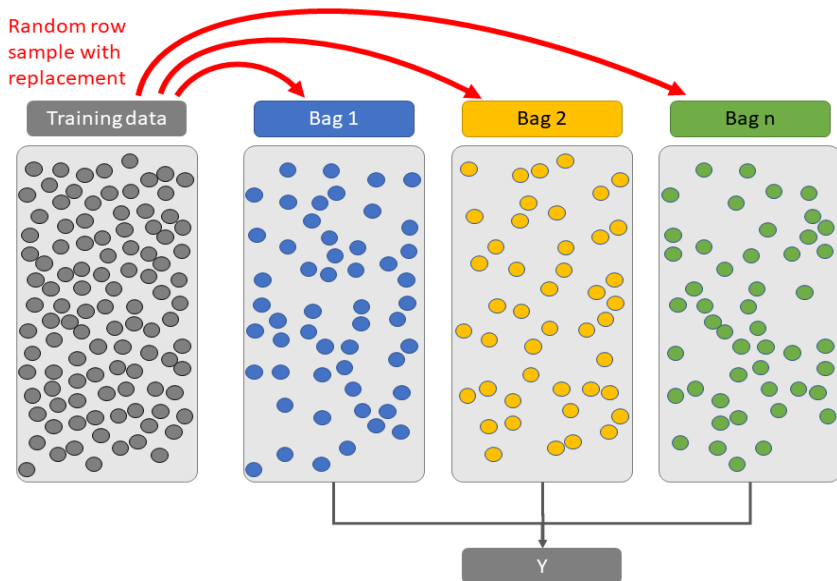 Random row
sample with
replacement
Training data
Bag 1
Bag 2
Bag n
Y